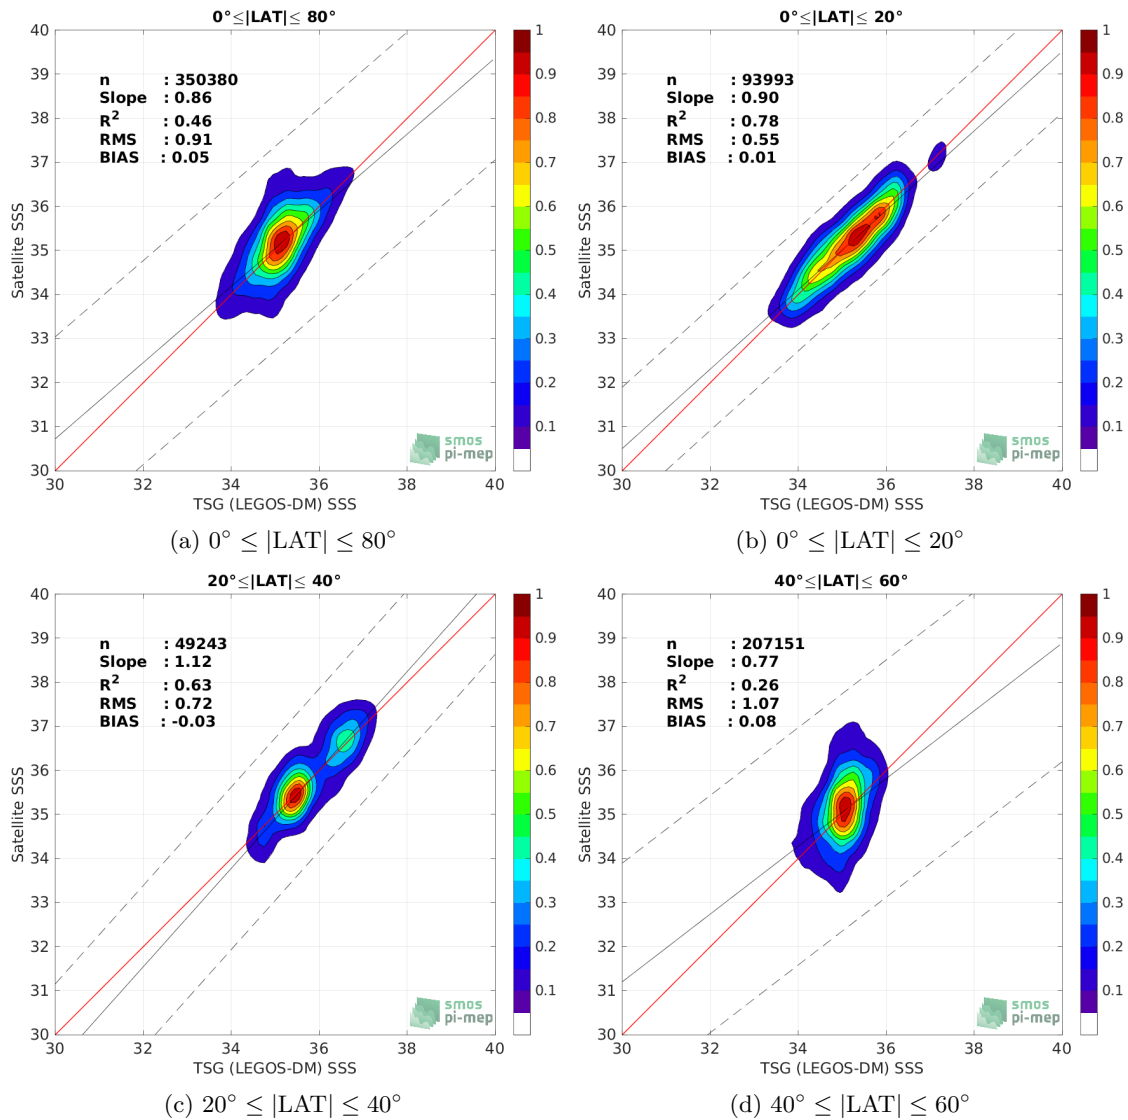 0°≤|LAT|≤ 80°
40
39
38
37
36
35
34
33
32
31
30
Satellite SSS
n : 350380
Slope : 0.86
R² : 0.46
RMS : 0.91
BIAS : 0.05
smos
pi-mep
30 32 34 36 38 40
TSG (LEGOS-DM) SSS
1
0.9
0.8
0.7
0.6
0.5
0.4
0.3
0.2
0.1
(a) 0° ≤ |LAT| ≤ 80°
0°≤|LAT|≤ 20°
40
39
38
37
36
35
34
33
32
31
30
Satellite SSS
n : 93993
Slope : 0.90
R² : 0.78
RMS : 0.55
BIAS : 0.01
smos
pi-mep
30 32 34 36 38 40
TSG (LEGOS-DM) SSS
1
0.9
0.8
0.7
0.6
0.5
0.4
0.3
0.2
0.1
(b) 0° ≤ |LAT| ≤ 20°
20°≤|LAT|≤ 40°
40
39
38
37
36
35
34
33
32
31
30
Satellite SSS
n : 49243
Slope : 1.12
R² : 0.63
RMS : 0.72
BIAS : -0.03
smos
pi-mep
30 32 34 36 38 40
TSG (LEGOS-DM) SSS
1
0.9
0.8
0.7
0.6
0.5
0.4
0.3
0.2
0.1
(c) 20° ≤ |LAT| ≤ 40°
40°≤|LAT|≤ 60°
40
39
38
37
36
35
34
33
32
31
30
Satellite SSS
n : 207151
Slope : 0.77
R² : 0.26
RMS : 1.07
BIAS : 0.08
smos
pi-mep
30 32 34 36 38 40
TSG (LEGOS-DM) SSS
1
0.9
0.8
0.7
0.6
0.5
0.4
0.3
0.2
0.1
(d) 40° ≤ |LAT| ≤ 60°